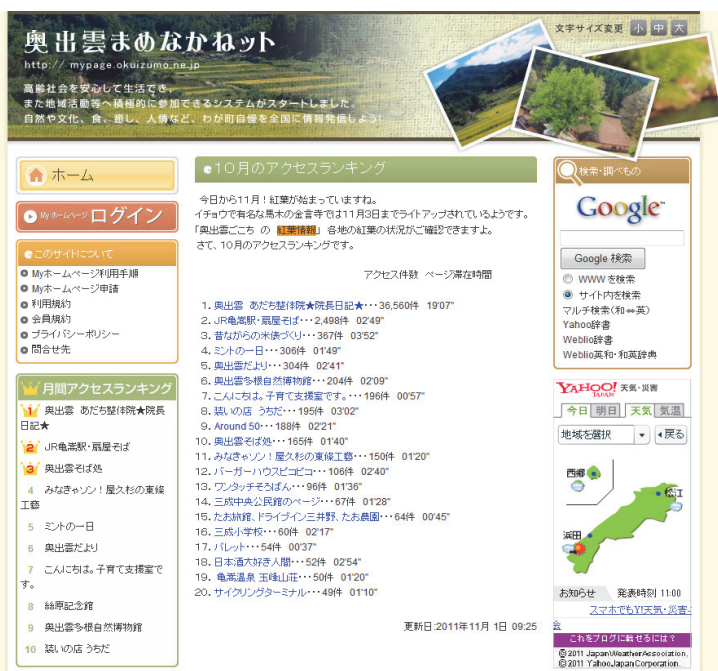 奥出雲まめなかねット
http://mypage.okuizumo.ne.jp
高齢社会を安心して生活でき、
また地域活動等へ積極的に参加できるシステムがスタートしました。
自然や文化、食、癒し、人情など、わが町自慢を全国に情報発信しよう!
文字サイズ変更 小 中 大
ホーム
Myホームページ ログイン
このサイトについて
Myホームページ利用手順
Myホームページ申請
利用規約
会員規約
プライバシーポリシー
問合せ先
月間アクセスランキング
1 奥出雲 あだち整体院★院長
日記★
2 JR亀嵩駅・扇屋そば
3 奥出雲そば処
4 みなきゃソン!屋久杉の東條
工藝
5 ミントの一日
6 奥出雲だより
7 こんにちは。子育て支援室で
す。
8 絲原記念館
9 奥出雲多根自然博物館
10 装いの店 うちだ
10月のアクセスランキング
今日から11月!紅葉が始まっていますね。
イチョウで有名な馬木の金言寺では11月3日までライトアップされているようです。
「奥出雲ごこち の 紅葉情報」 各地の紅葉の状況がご確認できますよ。
さて、10月のアクセスランキングです。
アクセス件数 ページ滞在時間
1. 奥出雲 あだち整体院★院長日記★・・・36,560件 19'07"
2. JR亀嵩駅・扇屋そば・・・2,498件 02'49"
3. 昔ながらの米俵づくり・・・367件 03'52"
4. ミントの一日・・・306件 01'49"
5. 奥出雲だより・・・304件 02'41"
6. 奥出雲多根自然博物館・・・204件 02'09"
7. こんにちは。子育て支援室です。・・・196件 00'57"
8. 装いの店 うちだ・・・195件 03'02"
9. Around 50・・・188件 02'21"
10. 奥出雲そば処・・・165件 01'40"
11. みなきゃソン!屋久杉の東條工藝・・・150件 01'20"
12. バーガーハウスピコピコ・・・106件 02'40"
13. ワンタッチそろばん・・・96件 01'36"
14. 三成中央公民館のページ・・・67件 01'28"
15. たお旅館、ドライブイン三井野、たお農園・・・64件 00'45"
16. 三成小学校・・・60件 02'17"
17. パレット・・・54件 00'37"
18. 日本酒大好き人間・・・52件 02'54"
19. 亀嵩温泉 玉峰山荘・・・50件 01'20"
20. サイクリングターミナル・・・49件 01'10"
更新日:2011年11月 1日 09:25
検索・調べもの
Google™
Google 検索
WWW を検索
サイト内を検索
マルチ検索(和⇔英)
Yahoo辞書
Weblio辞書
Weblio英和・和英辞典
YAHOO! JAPAN 天気・災害
今日 明日 天気 気温
地域を選択 戻る
西郷
松江
浜田
お知らせ 発表時刻 11:00
スマホでもY!天気・災害-
会
これをブログに載せるには?
©2011 Japan Weather Association.
©2011 Yahoo Japan Corporation.